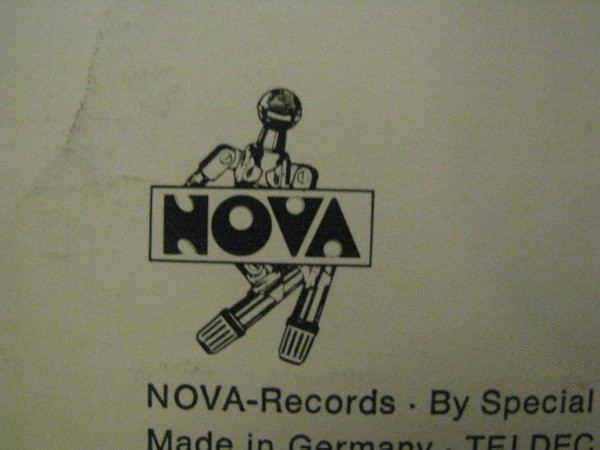 NOVA
NOVA-Records · By Special
Made in Germany · TELDEC